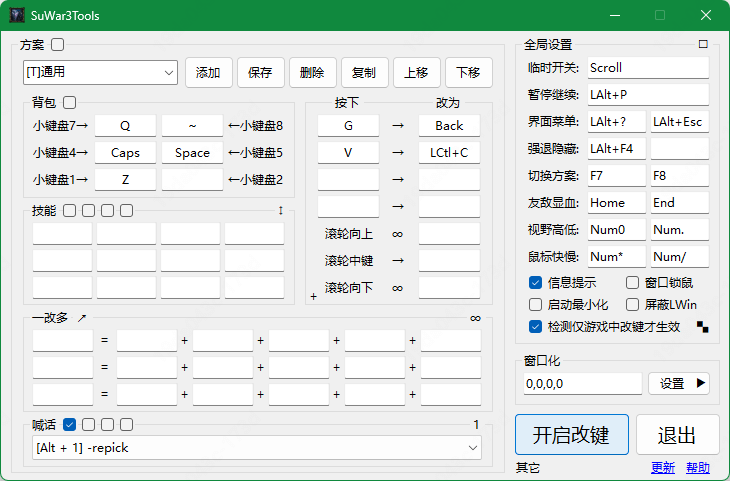 SuWar3Tools
方案
[T]通用
添加 保存 删除 复制 上移 下移
背包
小键盘7→ Q ~ ←小键盘8
小键盘4→ Caps Space ←小键盘5
小键盘1→ Z ←小键盘2
按下 改为
G → Back
V → LCtl+C
→
→
滚轮向上 ∞
滚轮中键 →
滚轮向下 ∞
+
技能 ↕
一改多 ↗ ∞
= + + + +
= + + + +
= + + + +
喊话 1
[Alt + 1] -repick
全局设置
临时开关: Scroll
暂停继续: LAlt+P
界面菜单: LAlt+? LAlt+Esc
强退隐藏: LAlt+F4
切换方案: F7 F8
友敌显血: Home End
视野高低: Num0 Num.
鼠标快慢: Num* Num/
信息提示 窗口锁鼠
启动最小化 屏蔽LWin
检测仅游戏中改键才生效
窗口化
0,0,0,0 设置 ▶
开启改键 退出
其它 更新 帮助